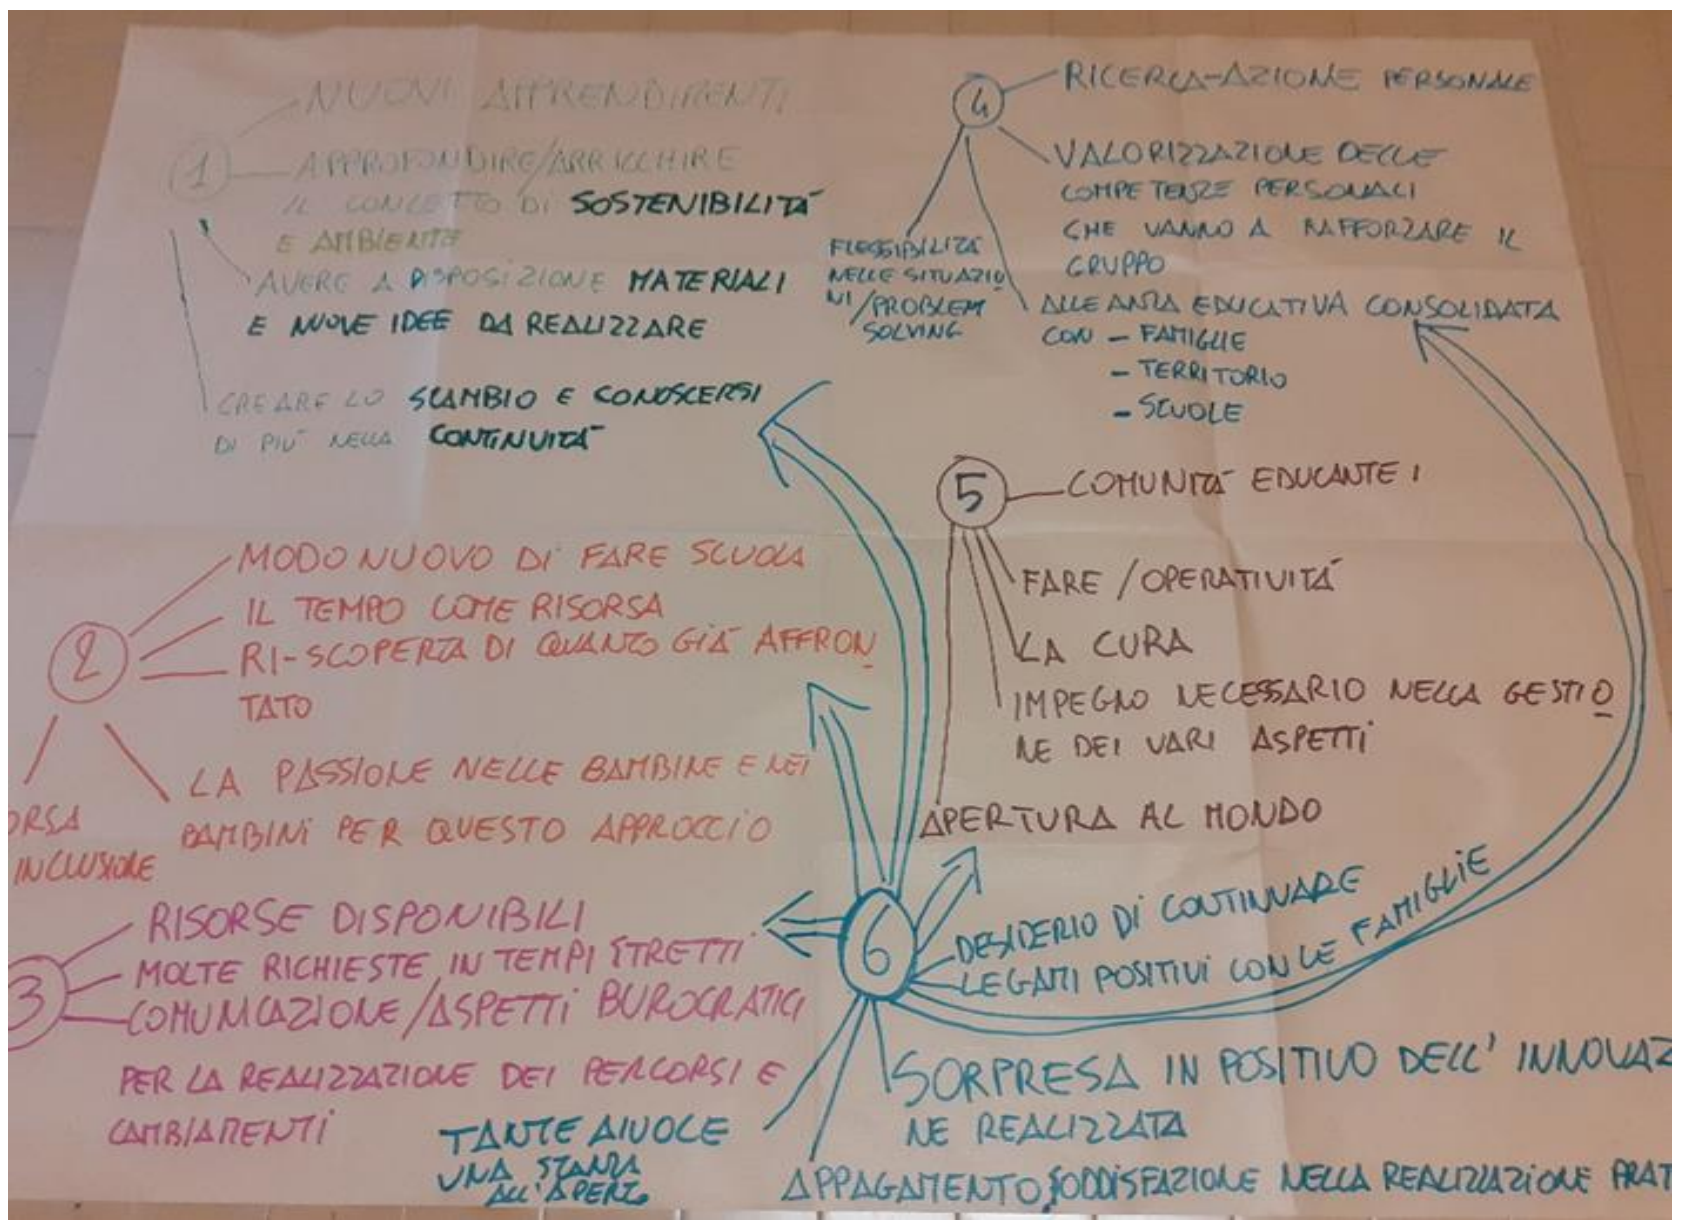 1
NUOVI APPRENDIMENTI
APPROFONDIRE/ARRICCHIRE
IL CONCETTO DI SOSTENIBILITÀ
E AMBIENTE
AVERE A DISPOSIZIONE MATERIALI
E NUOVE IDEE DA REALIZZARE
CREARE LO SCAMBIO E CONOSCERSI
DI PIÙ NELLA CONTINUITÀ
4
RICERCA-AZIONE PERSONALE
VALORIZZAZIONE DELLE
COMPETENZE PERSONALI
CHE VANNO A RAFFORZARE IL
GRUPPO
FLESSIBILITÀ
NELLE SITUAZIO
NI/PROBLEM
SOLVING
ALLEANZA EDUCATIVA CONSOLIDATA
CON - FAMIGLIE
- TERRITORIO
- SCUOLE
2
MODO NUOVO DI FARE SCUOLA
IL TEMPO COME RISORSA
RI-SCOPERTA DI QUANTO GIÀ AFFRON
TATO
LA PASSIONE NELLE BAMBINE E NEI
BAMBINI PER QUESTO APPROCCIO
ORSA
INCLUSIONE
5
COMUNITÀ EDUCANTE !
FARE/OPERATIVITÀ
LA CURA
IMPEGNO NECESSARIO NELLA GESTIO
NE DEI VARI ASPETTI
APERTURA AL MONDO
3
RISORSE DISPONIBILI
MOLTE RICHIESTE IN TEMPI STRETTI
COMUNICAZIONE/ASPETTI BUROCRATICI
PER LA REALIZZAZIONE DEI PERCORSI E
CAMBIAMENTI
6
DESIDERIO DI CONTINUARE
LEGAMI POSITIVI CON LE FAMIGLIE
SORPRESA IN POSITIVO DELL'INNOVAZ
NE REALIZZATA
TANTE AIUOLE
UNA STANZA
ALL'APERTO
APPAGAMENTO, SODDISFAZIONE NELLA REALIZZAZIONE PRAT